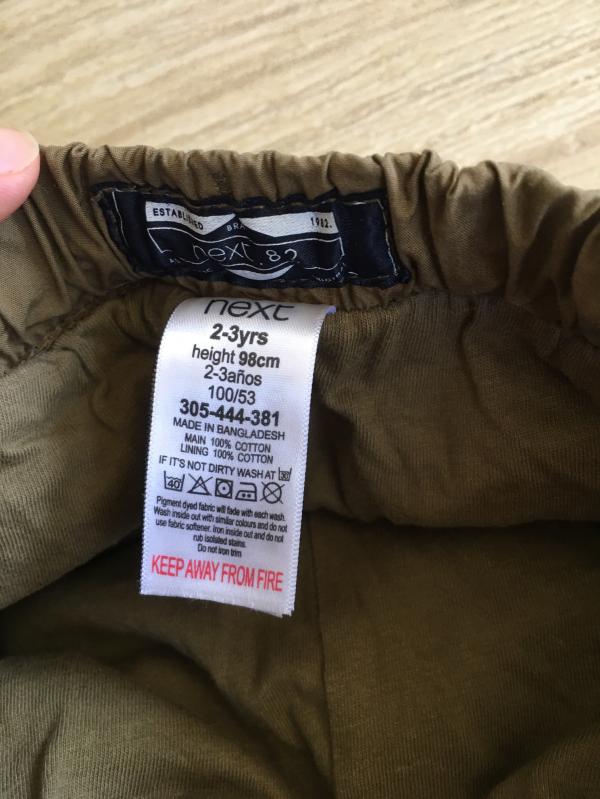 ESTABLISHED BRA 1982.
next.82
next
2-3yrs
height 98cm
2-3años
100/53
305-444-381
MADE IN BANGLADESH
MAIN 100% COTTON
LINING 100% COTTON
IF IT'S NOT DIRTY WASH AT 30
40
Pigment dyed fabric will fade with each wash.
Wash inside out with similar colours and do not
use fabric softener. Iron inside out and do not
rub isolated stains.
Do not iron trim
KEEP AWAY FROM FIRE